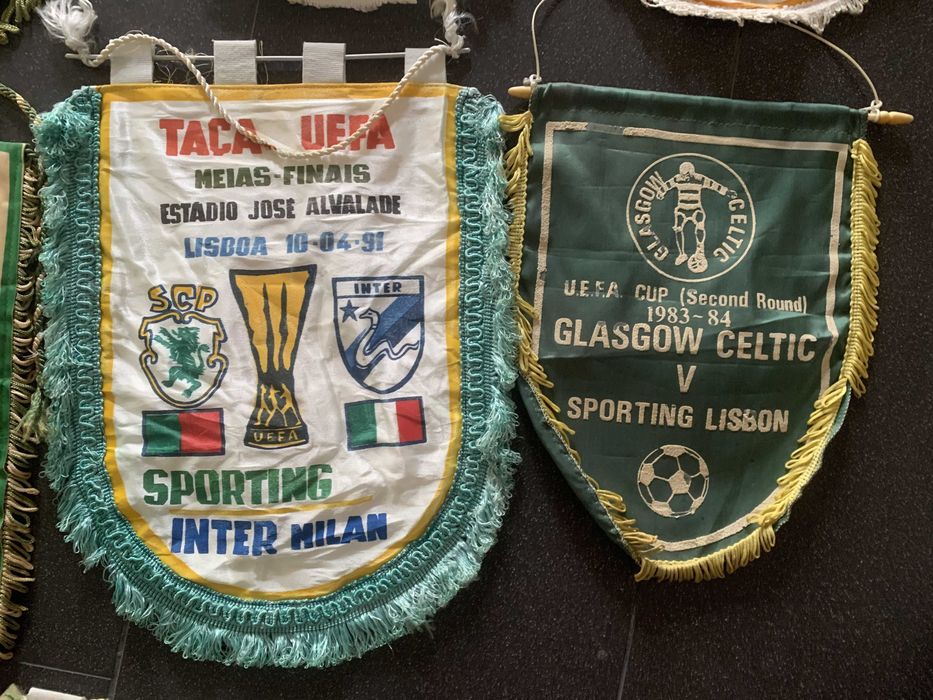 TAÇA UEFA
MEIAS-FINAIS
ESTADIO JOSÉ ALVALADE
LISBOA 10-04-91
SCP
INTER
UEFA
SPORTING
INTER MILAN
GLASGOW CELTIC
U.E.F.A. CUP (Second Round)
1983~84
GLASGOW CELTIC
V
SPORTING LISBON